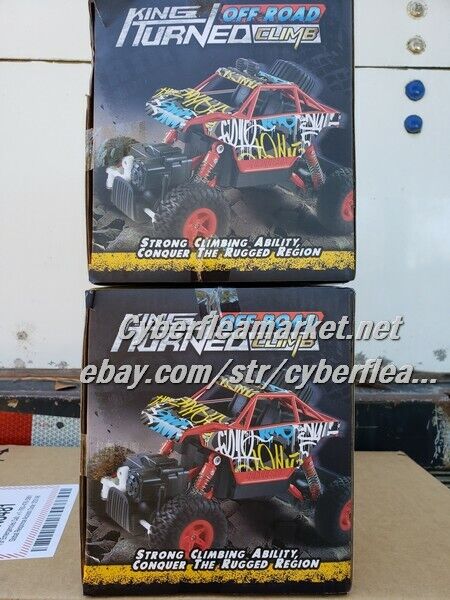 KING OFF ROAD
TURNED CLIMB
STRONG CLIMBING ABILITY,
CONQUER THE RUGGED REGION
KING OFF ROAD
TURNED CLIMB
Cyberfleamarket.net
ebay.com/str/cyberflea...
STRONG CLIMBING ABILITY,
CONQUER THE RUGGED REGION